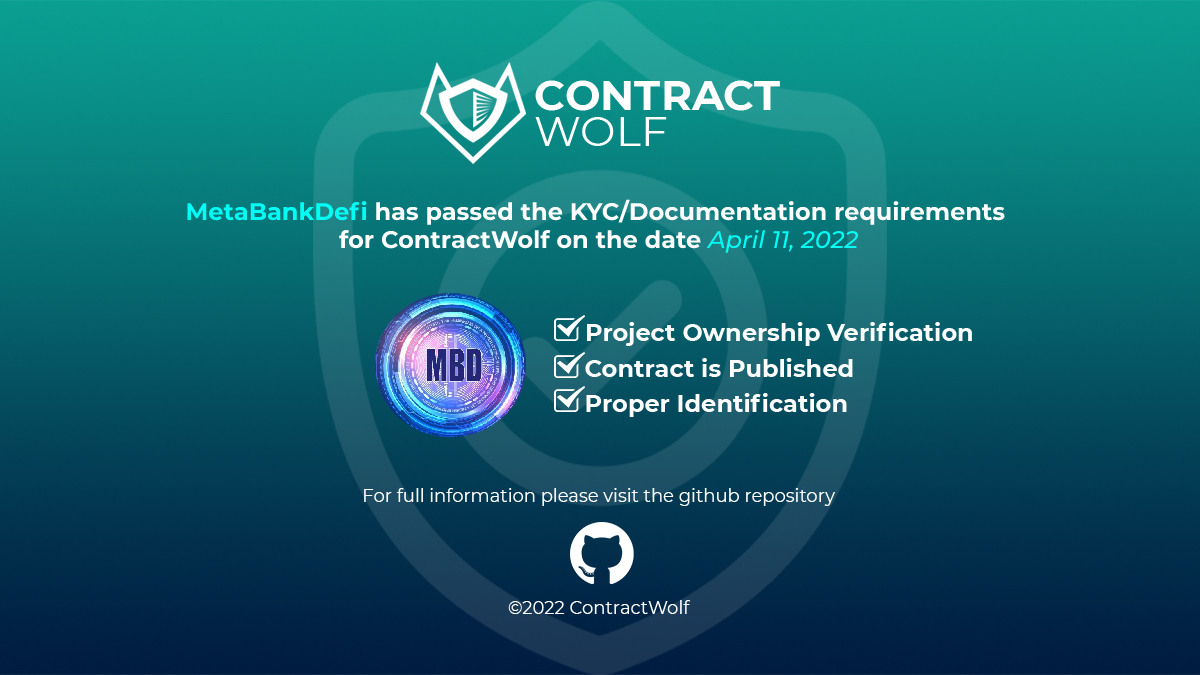 CONTRACT
WOLF
MetaBankDefi has passed the KYC/Documentation requirements
for ContractWolf on the date April 11, 2022
MBD
Project Ownership Verification
Contract is Published
Proper Identification
For full information please visit the github repository
©2022 ContractWolf